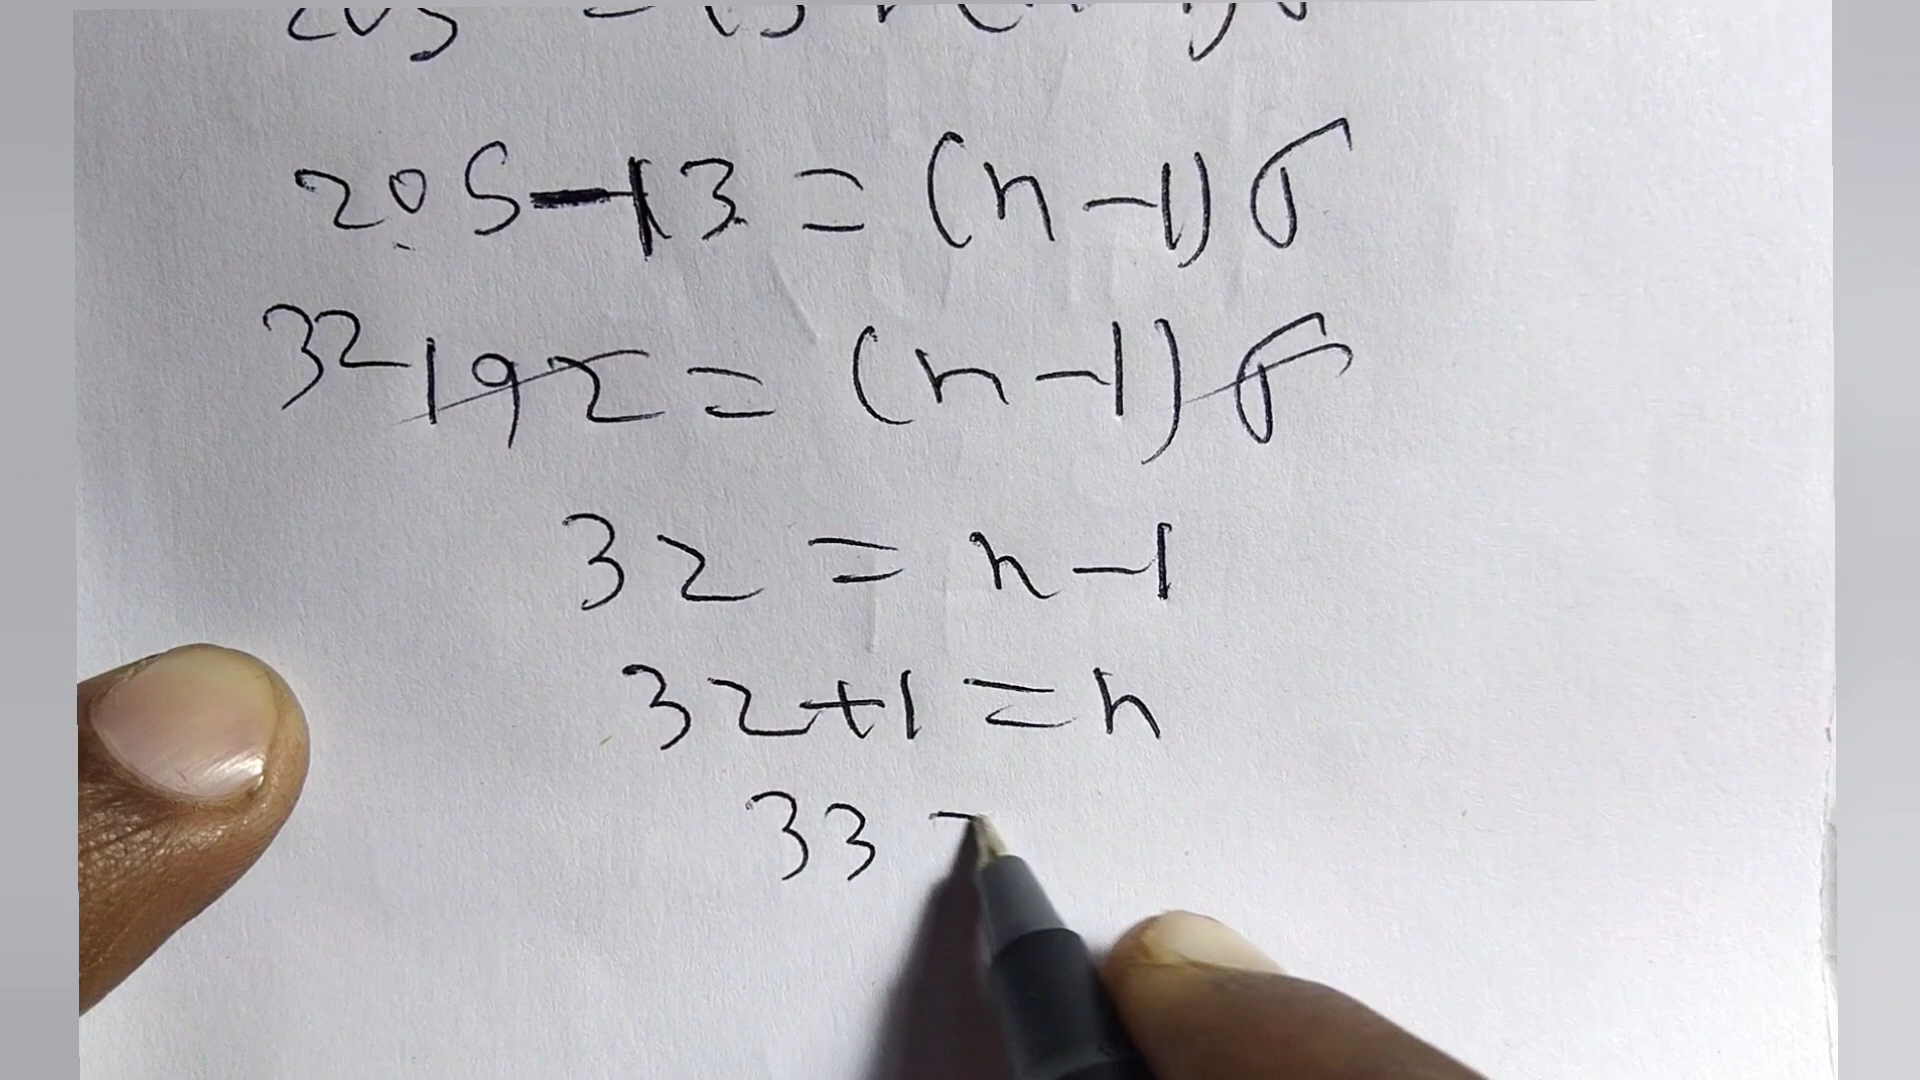 205-13=(n-1)6
32 192=(n-1)6
32=n-1
32+1=n
33 =